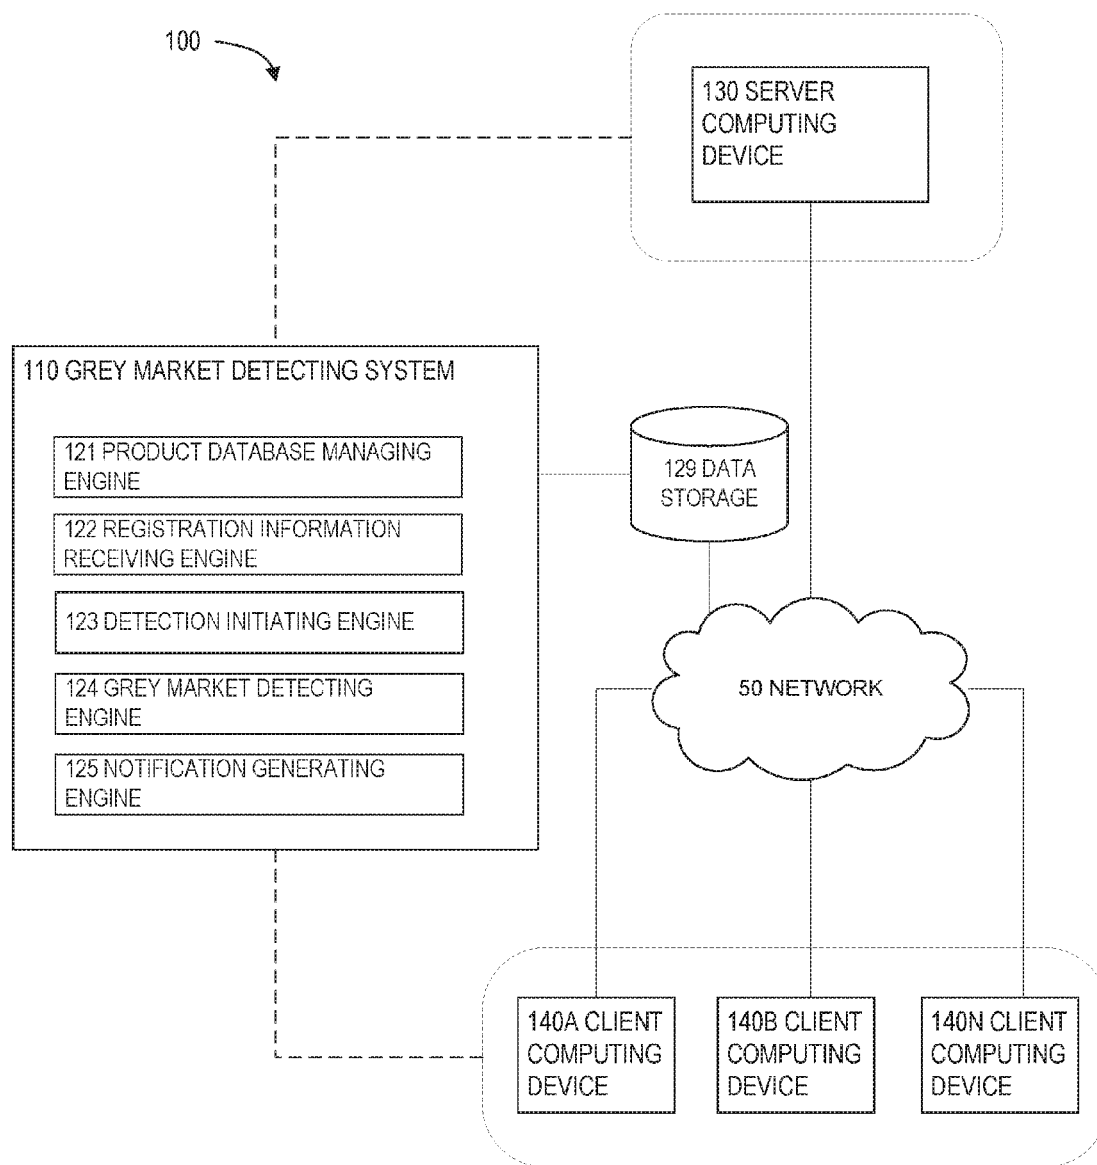 100
130 SERVER
COMPUTING
DEVICE
110 GREY MARKET DETECTING SYSTEM
121 PRODUCT DATABASE MANAGING
ENGINE
122 REGISTRATION INFORMATION
RECEIVING ENGINE
123 DETECTION INITIATING ENGINE
124 GREY MARKET DETECTING
ENGINE
125 NOTIFICATION GENERATING
ENGINE
129 DATA
STORAGE
50 NETWORK
140A CLIENT
COMPUTING
DEVICE
140B CLIENT
COMPUTING
DEVICE
140N CLIENT
COMPUTING
DEVICE